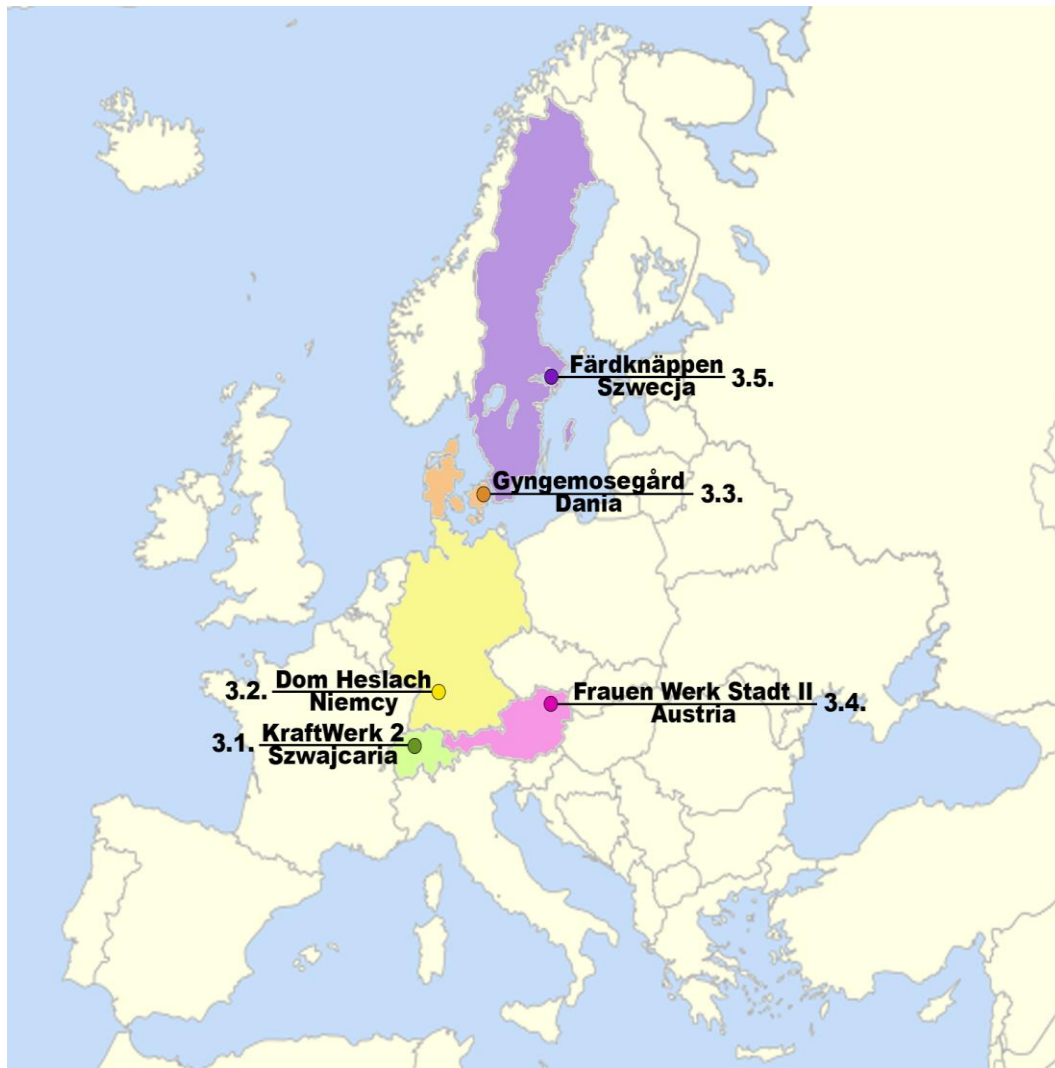 Färdknäppen
Szwecja
3.5.
Gyngemosegård
Dania
3.3.
3.2.
Dom Heslach
Niemcy
Frauen Werk Stadt II
Austria
3.4.
3.1.
KraftWerk 2
Szwajcaria